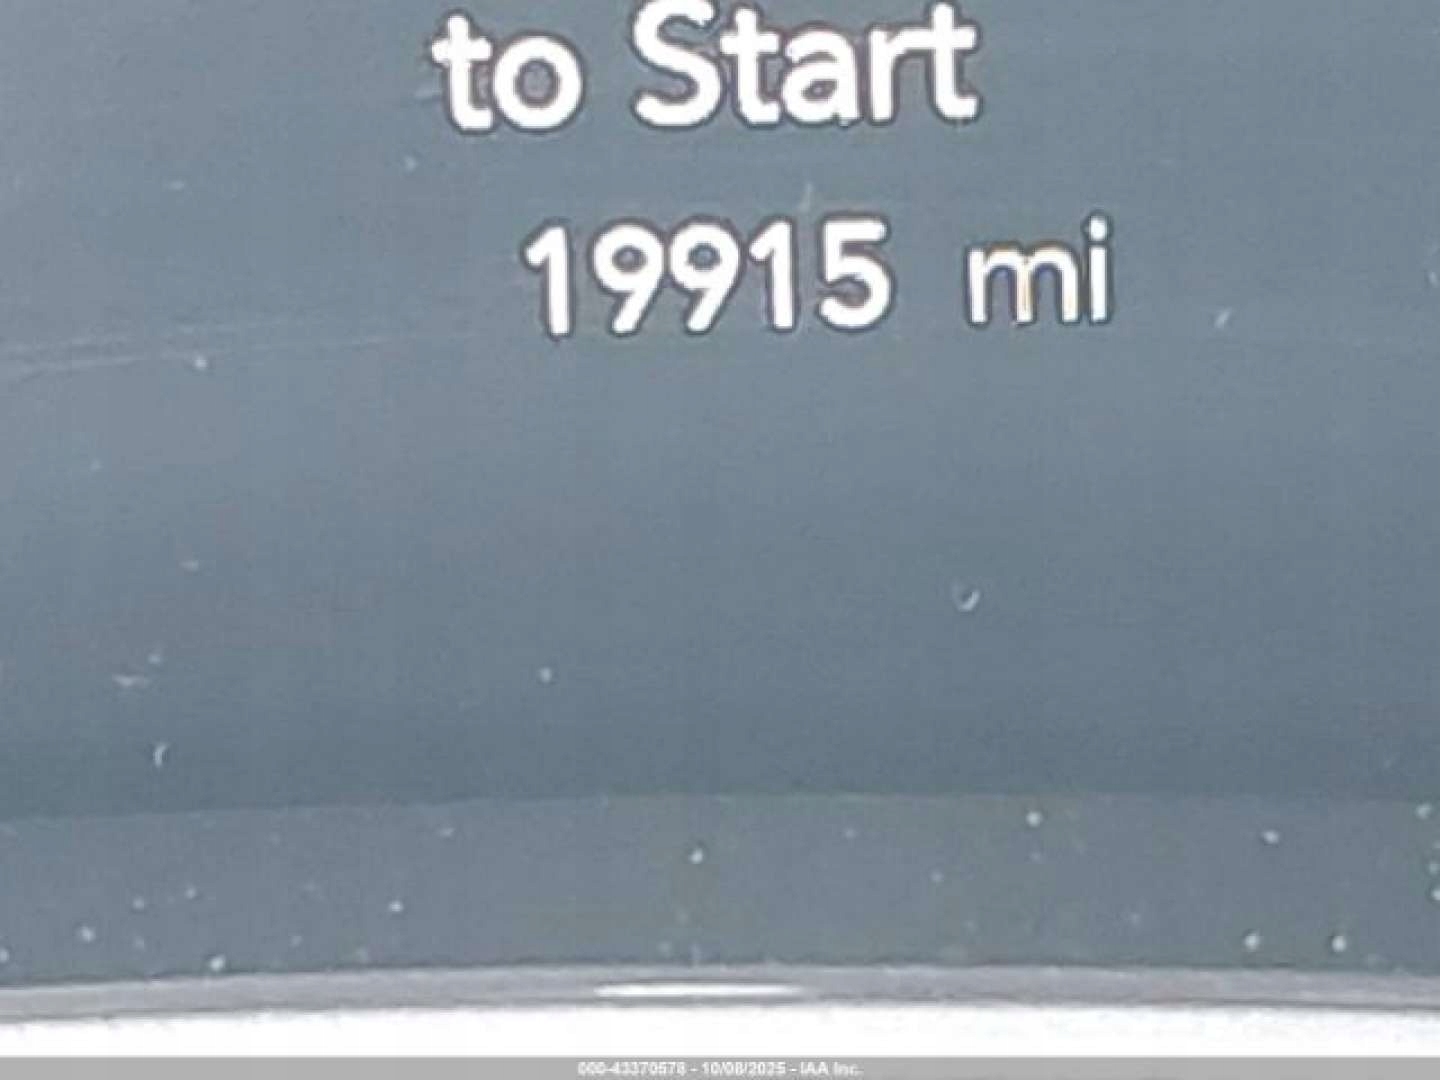 to Start
19915 mi
000-43370578 - 10/08/2025 - IAA Inc.